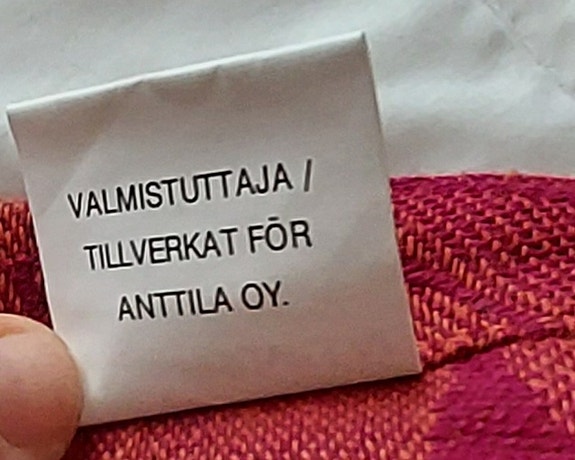 VALMISTUTTAJA /
TILLVERKAT FÖR
ANTTILA OY.